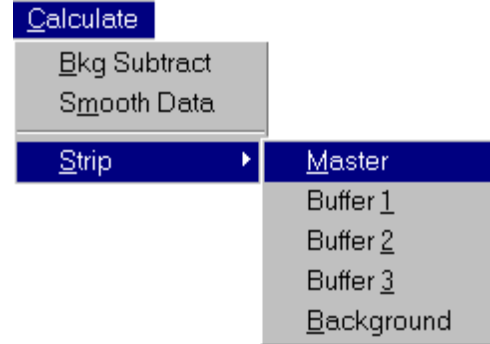 Calculate
Bkg Subtract
Smooth Data
Strip
Master
Buffer 1
Buffer 2
Buffer 3
Background